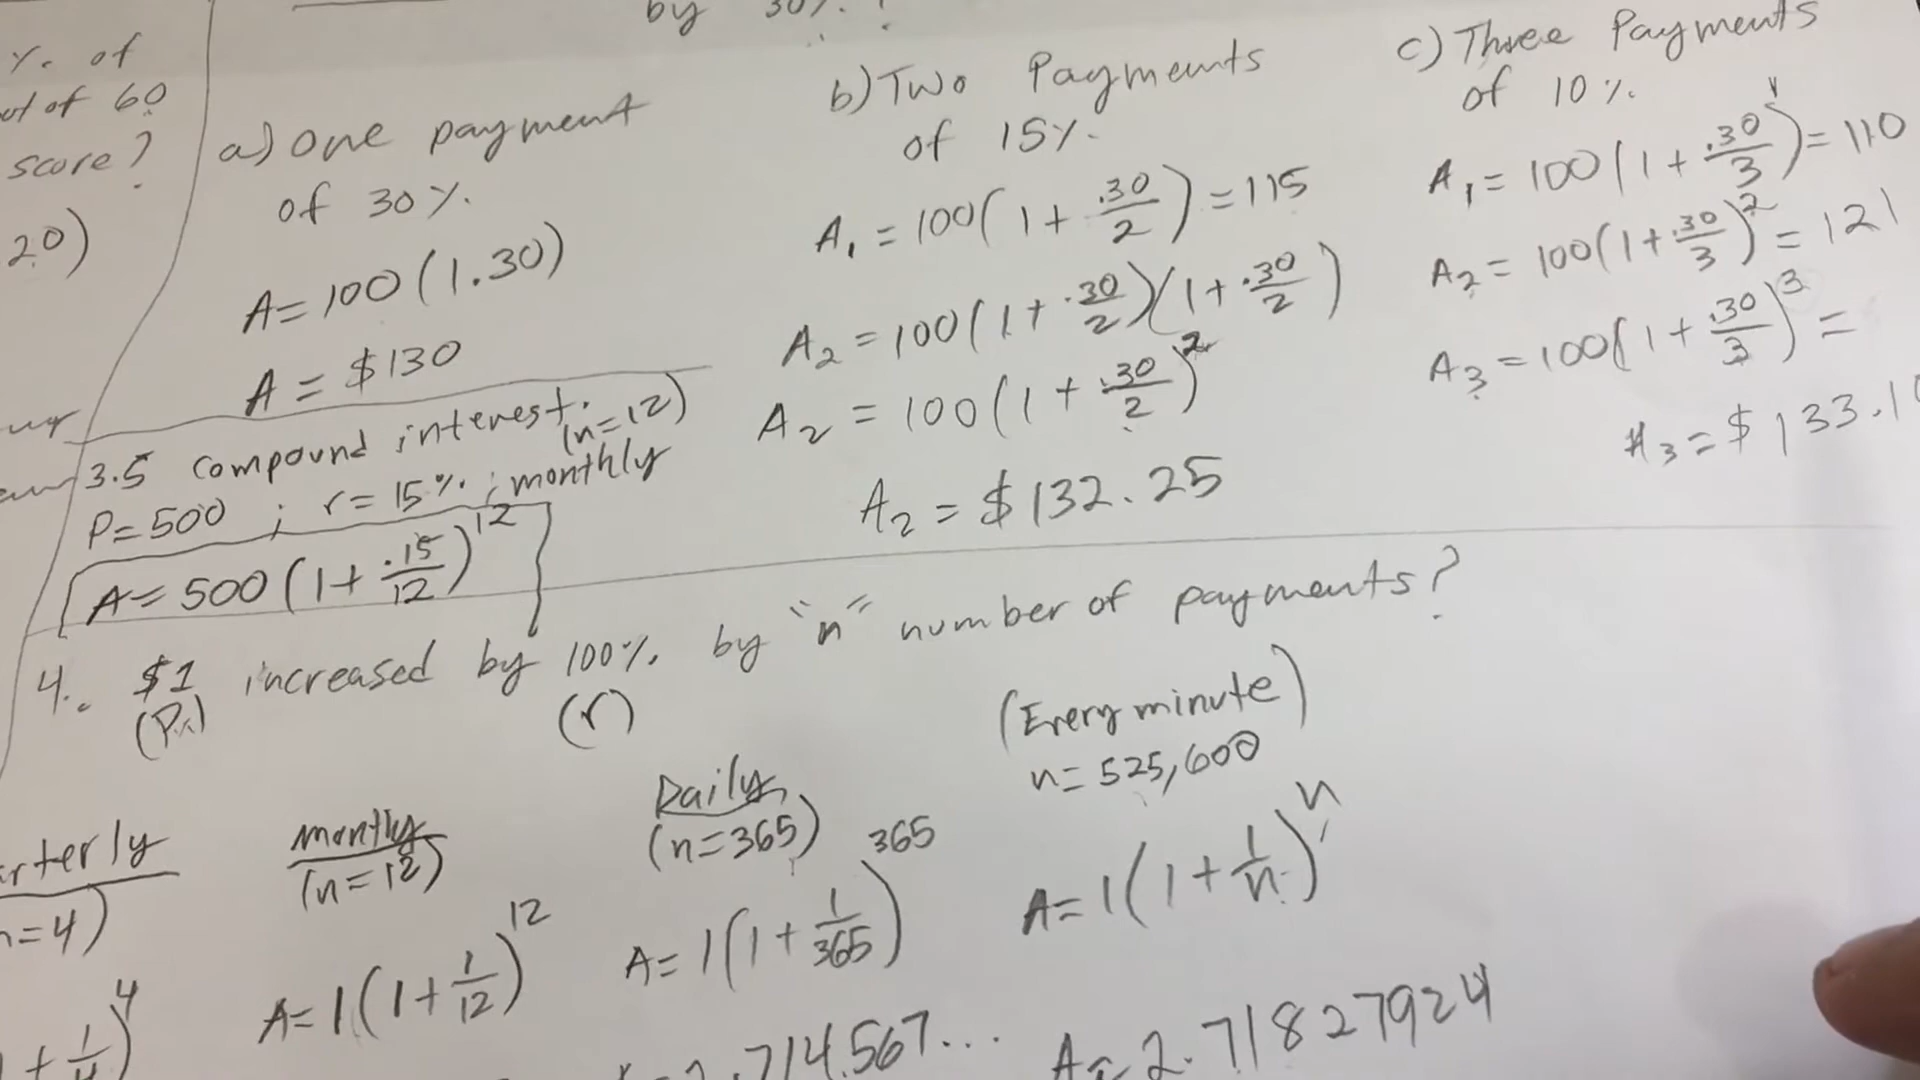 by 30%.?
%. of
out of 60
score?
20)
a) One payment
of 30%.
A=100(1.30)
A = $130
b) Two Payments
of 15%.
A₁ = 100(1 + .30/2) = 115
A₂ = 100(1 + .30/2)(1 + .30/2)
A₂ = 100(1 + .30/2)²
A₂ = $132.25
c) Three Payments
of 10%.
A₁ = 100(1 + .30/3) = 110
A₂ = 100(1 + .30/3)² = 121
A₃ = 100(1 + .30/3)³ =
A₃ = $133.10
3.5 Compound interest.
(n=12)
P=500 ; r=15% ; monthly
A=500(1+ .15/12)¹²
4. $1 increased by 100%. by "n" number of payments?
(P) (r)
arterly
n=4)
+ 1/4)⁴
montly
(n=12)
A=1(1+ 1/12)¹²
Daily
(n=365)
A=1(1+ 1/365)³⁶⁵
.714567...
(Every minute)
n=525,600
A=1(1+ 1/n)ⁿ
A=2.71827924